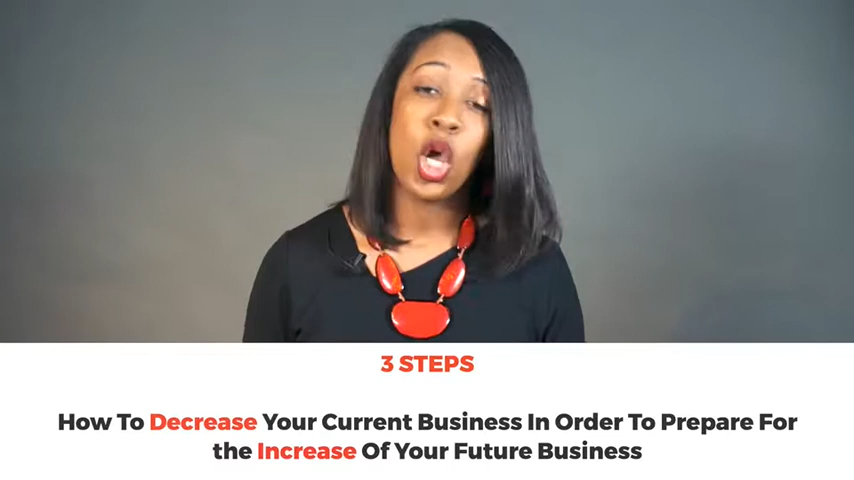 3 STEPS
How To Decrease Your Current Business In Order To Prepare For
the Increase Of Your Future Business